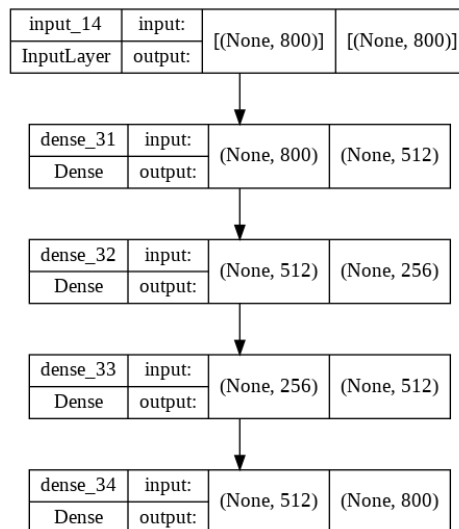 input_14 input: [(None, 800)] [(None, 800)]
InputLayer output:
dense_31 input: (None, 800) (None, 512)
Dense output:
dense_32 input: (None, 512) (None, 256)
Dense output:
dense_33 input: (None, 256) (None, 512)
Dense output:
dense_34 input: (None, 512) (None, 800)
Dense output: